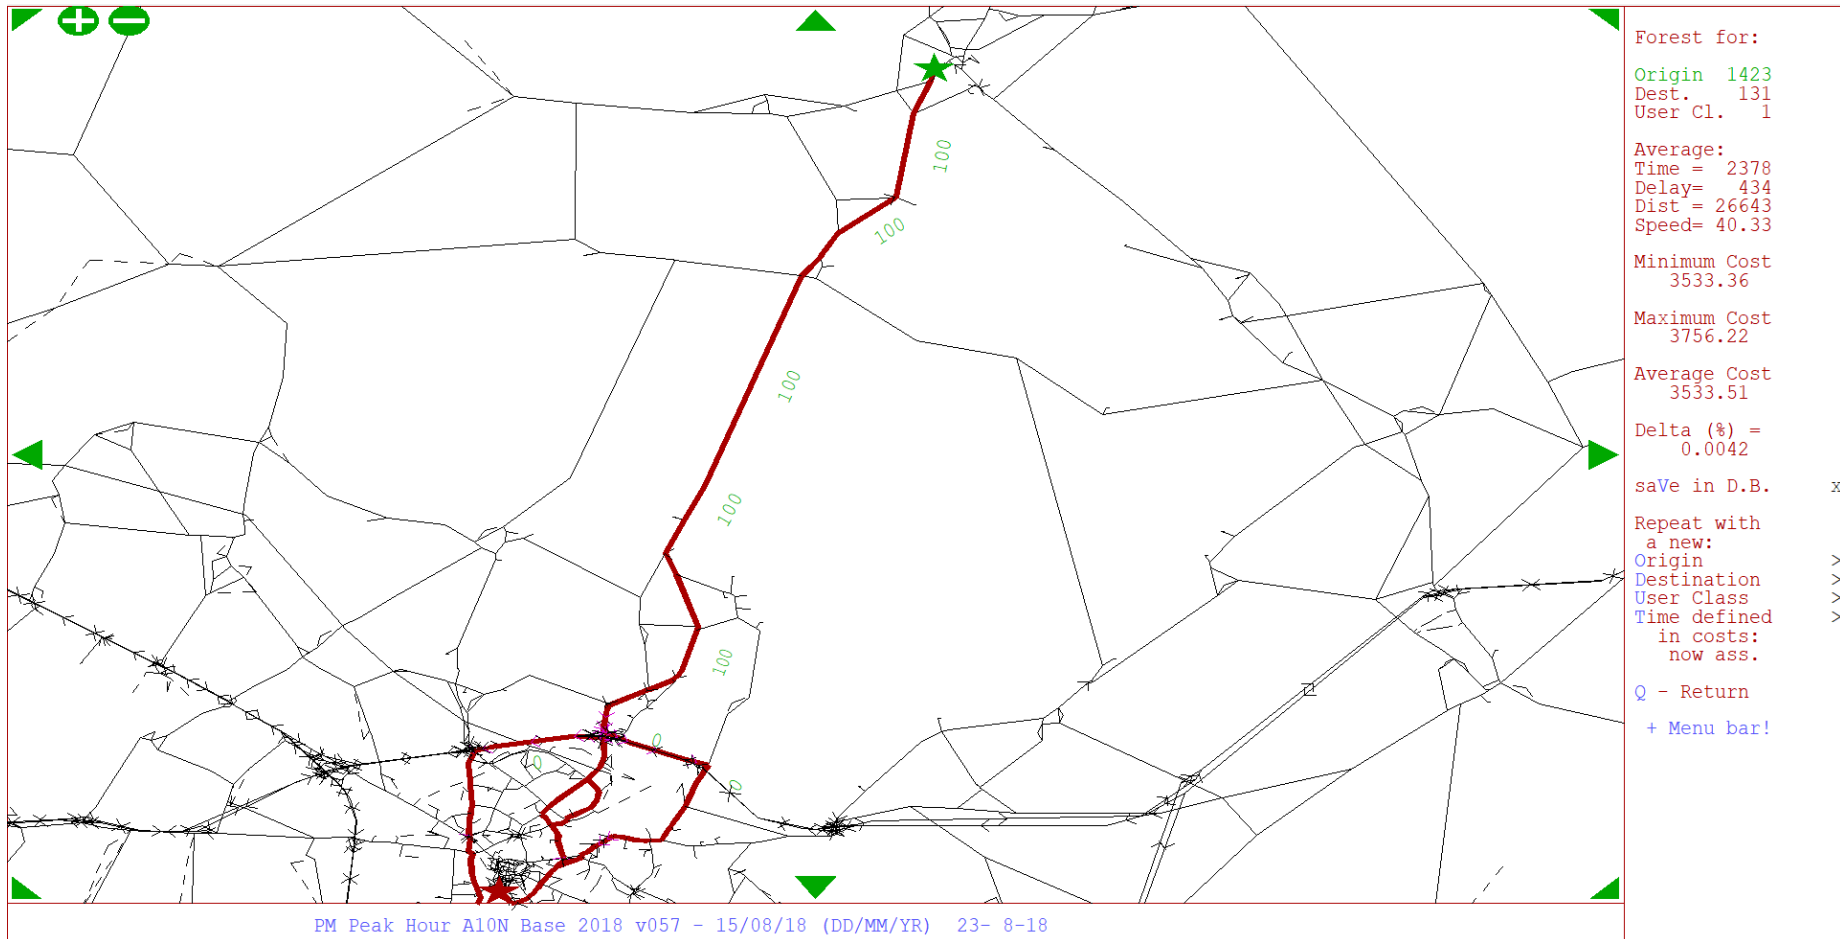 Forest for:
Origin 1423
Dest. 131
User Cl. 1
Average:
Time = 2378
Delay= 434
Dist = 26643
Speed= 40.33
Minimum Cost
3533.36
Maximum Cost
3756.22
Average Cost
3533.51
Delta (%) =
0.0042
saVe in D.B. x
Repeat with
a new:
Origin >
Destination >
User Class >
Time defined >
in costs:
now ass.
Q - Return
+ Menu bar!
100
100
100
100
100
0
0
0
PM Peak Hour A10N Base 2018 v057 - 15/08/18 (DD/MM/YR) 23- 8-18